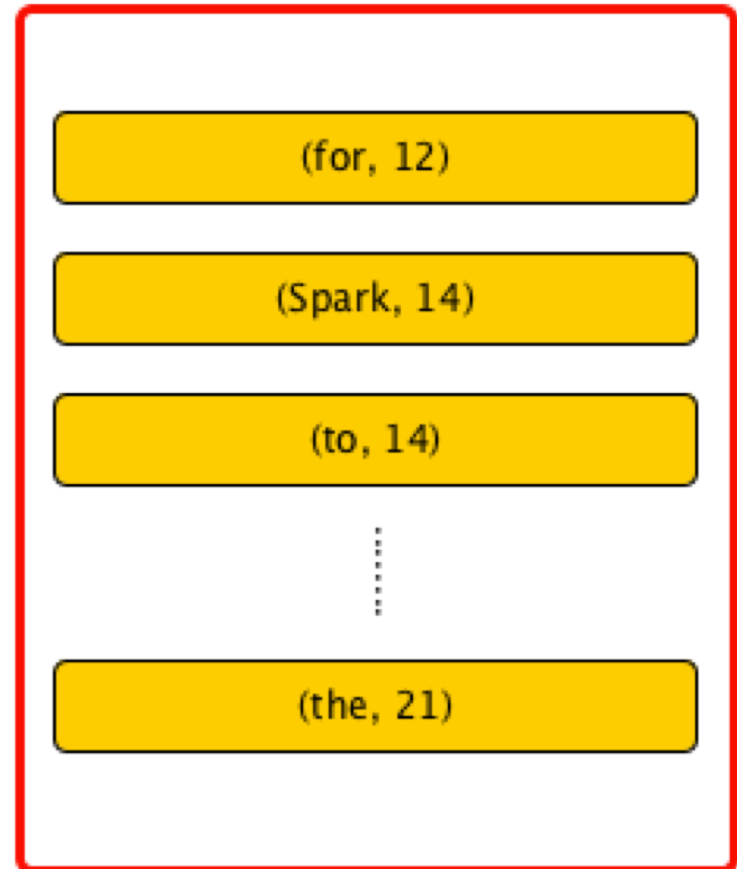 (for, 12)
(Spark, 14)
(to, 14)
(the, 21)